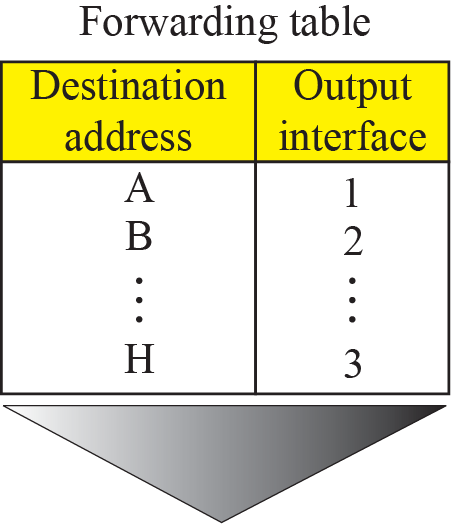 Forwarding table
Destination address Output interface
A 1
B 2
⋮ ⋮
H 3